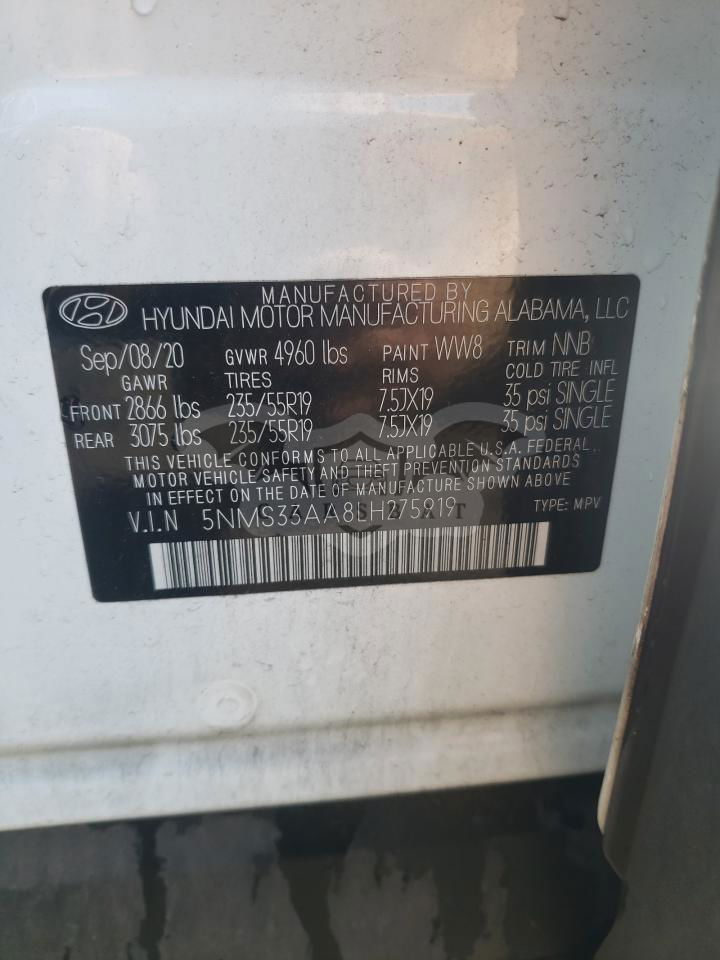 MANUFACTURED BY
HYUNDAI MOTOR MANUFACTURING ALABAMA, LLC
Sep/08/20 GVWR 4960 lbs PAINT WW8 TRIM NNB
GAWR TIRES RIMS COLD TIRE INFL
FRONT 2866 lbs 235/55R19 7.5JX19 35 psi SINGLE
REAR 3075 lbs 235/55R19 7.5JX19 35 psi SINGLE
THIS VEHICLE CONFORMS TO ALL APPLICABLE U.S.A. FEDERAL
MOTOR VEHICLE SAFETY AND THEFT PREVENTION STANDARDS
IN EFFECT ON THE DATE OF MANUFACTURE SHOWN ABOVE.
V.I.N TYPE: MPV